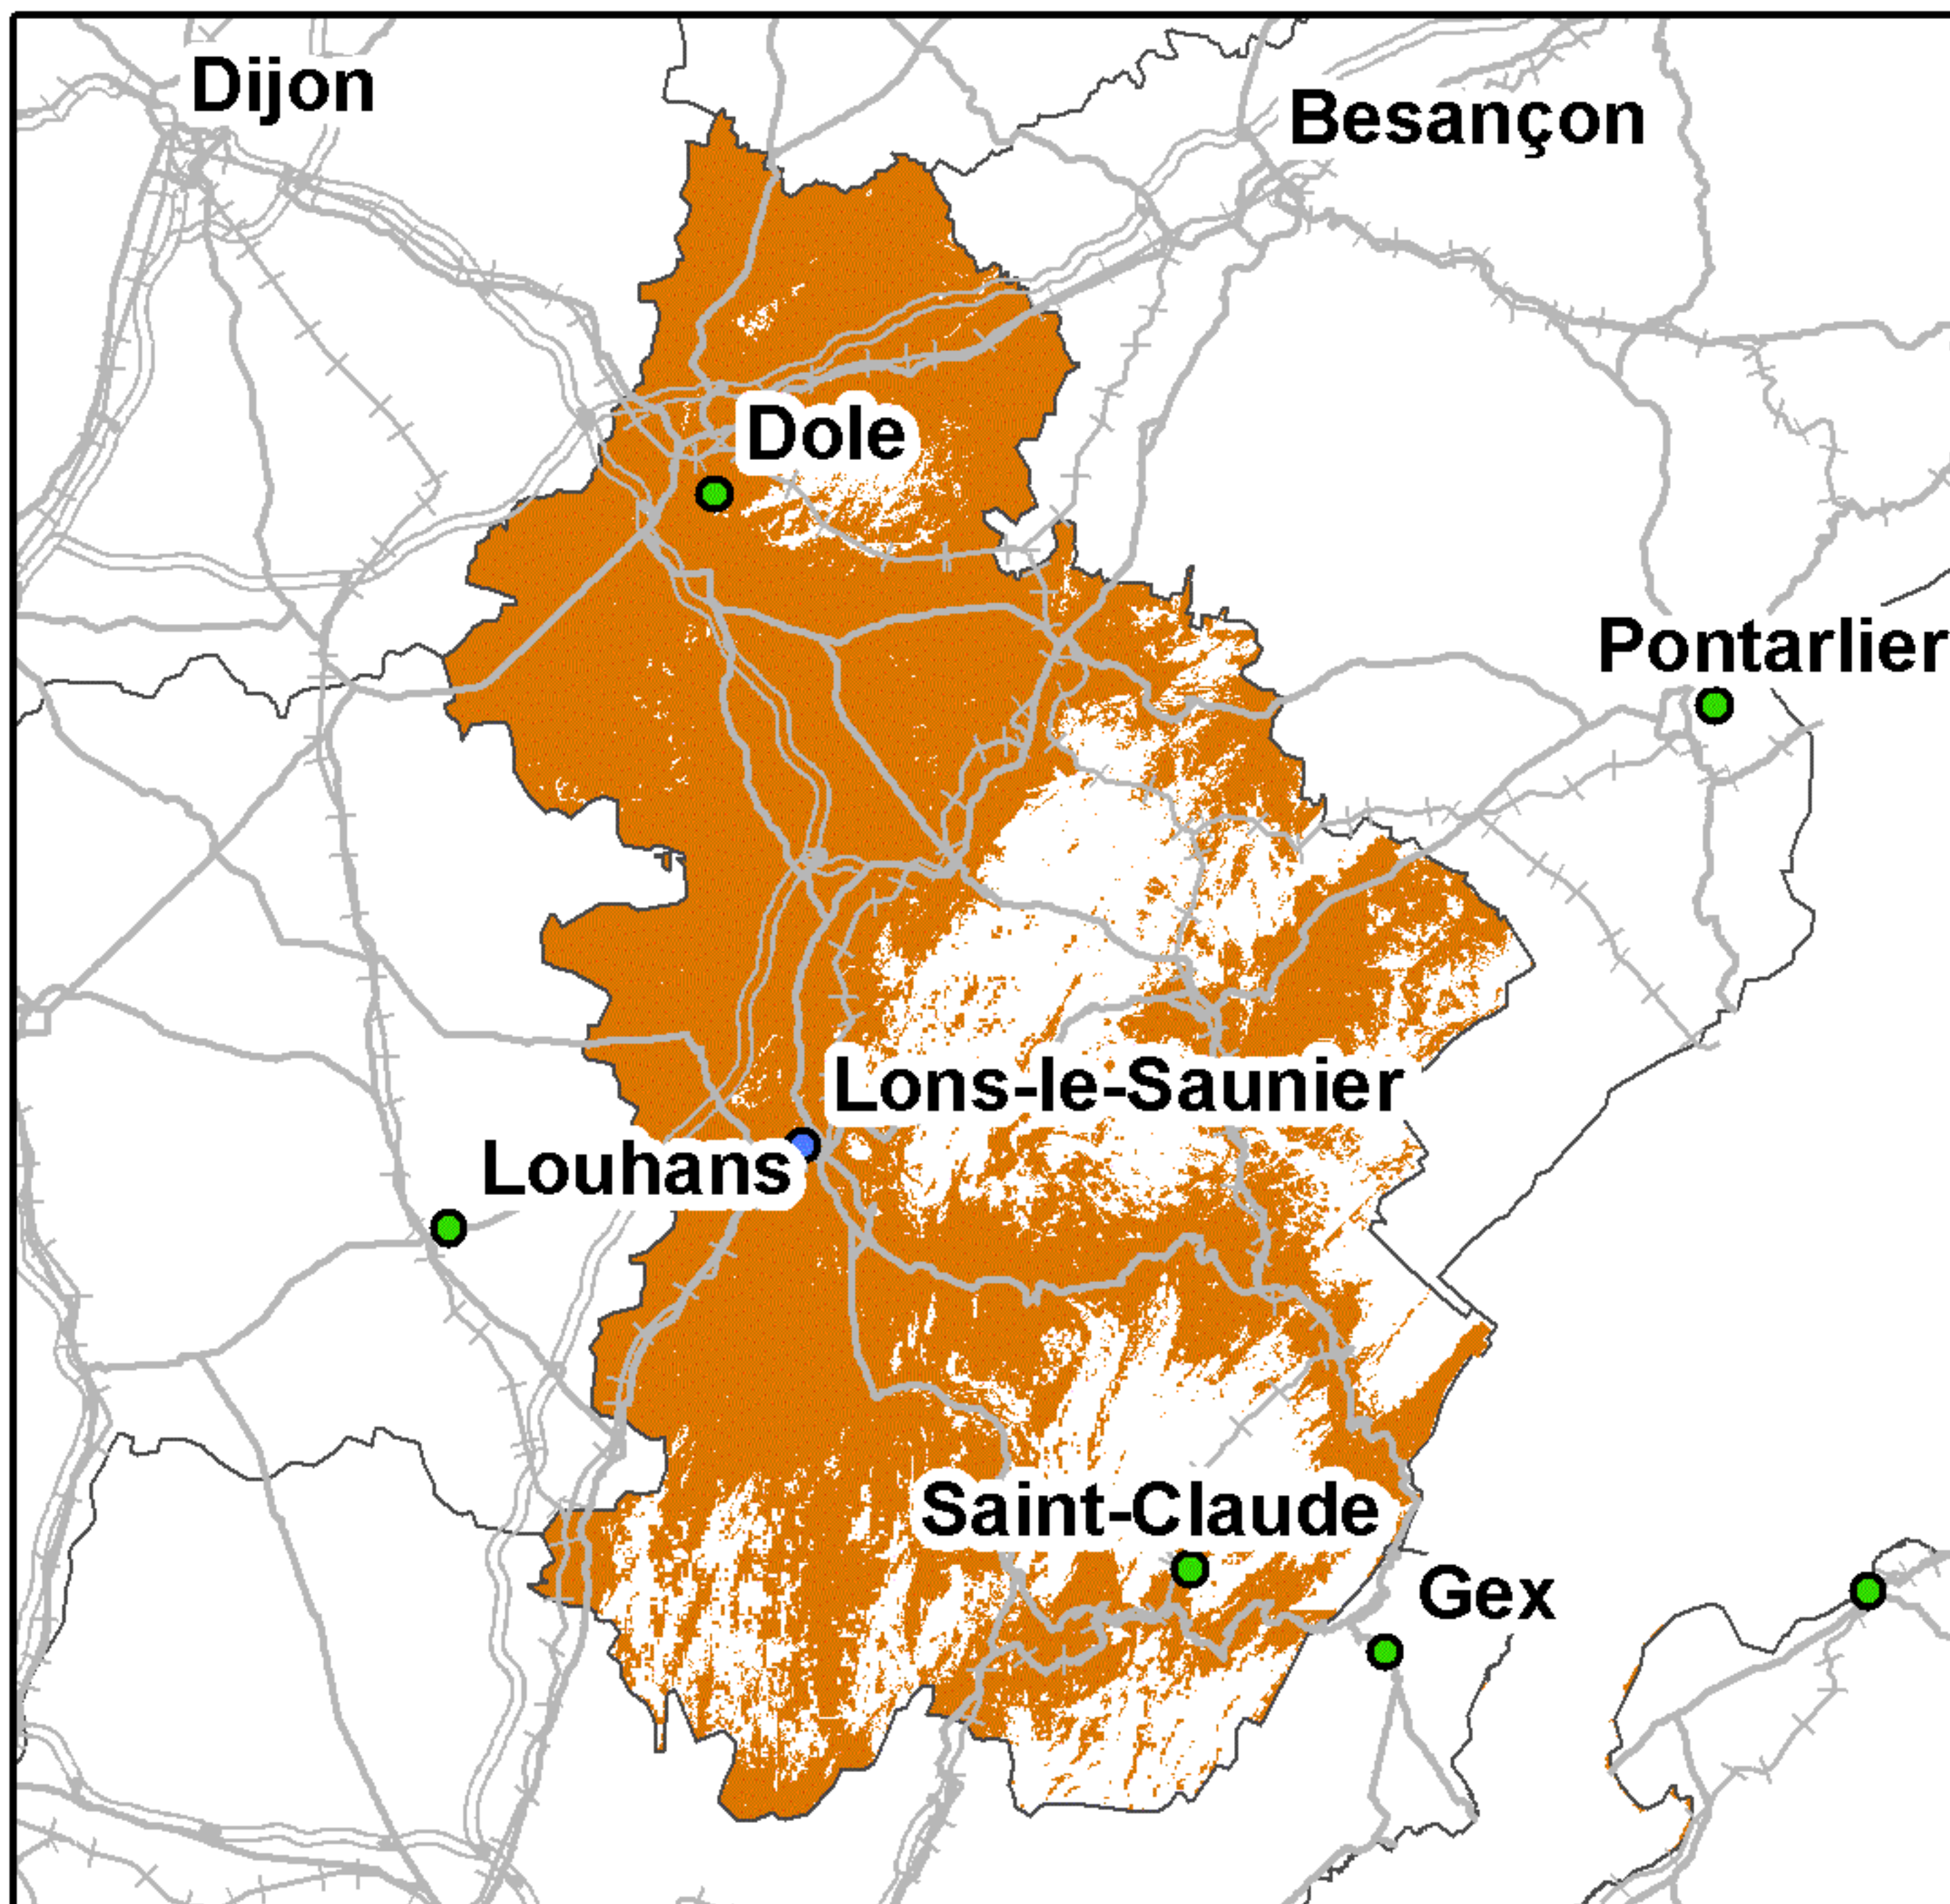 Dijon
Besançon
Dole
Pontarlier
Lons-le-Saunier
Louhans
Saint-Claude
Gex